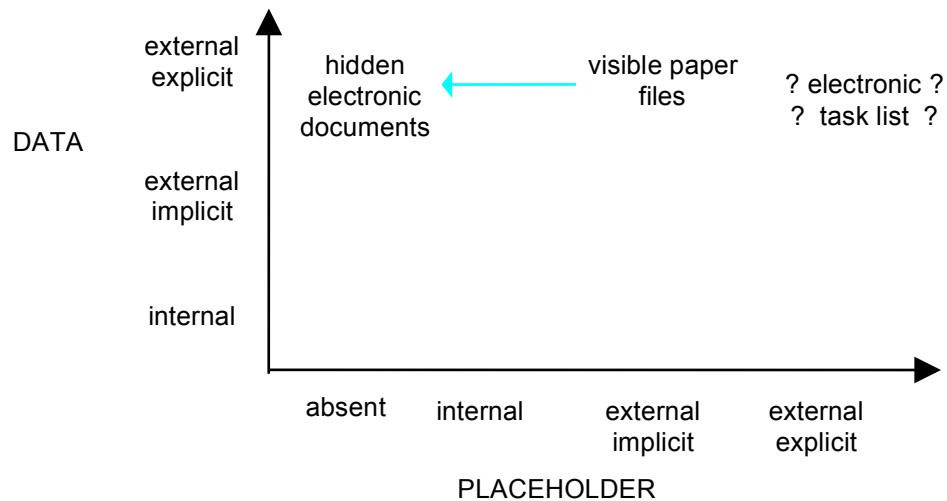 external
explicit
hidden
electronic
documents
visible paper
files
? electronic ?
? task list ?
DATA
external
implicit
internal
absent
internal
external
implicit
external
explicit
PLACEHOLDER